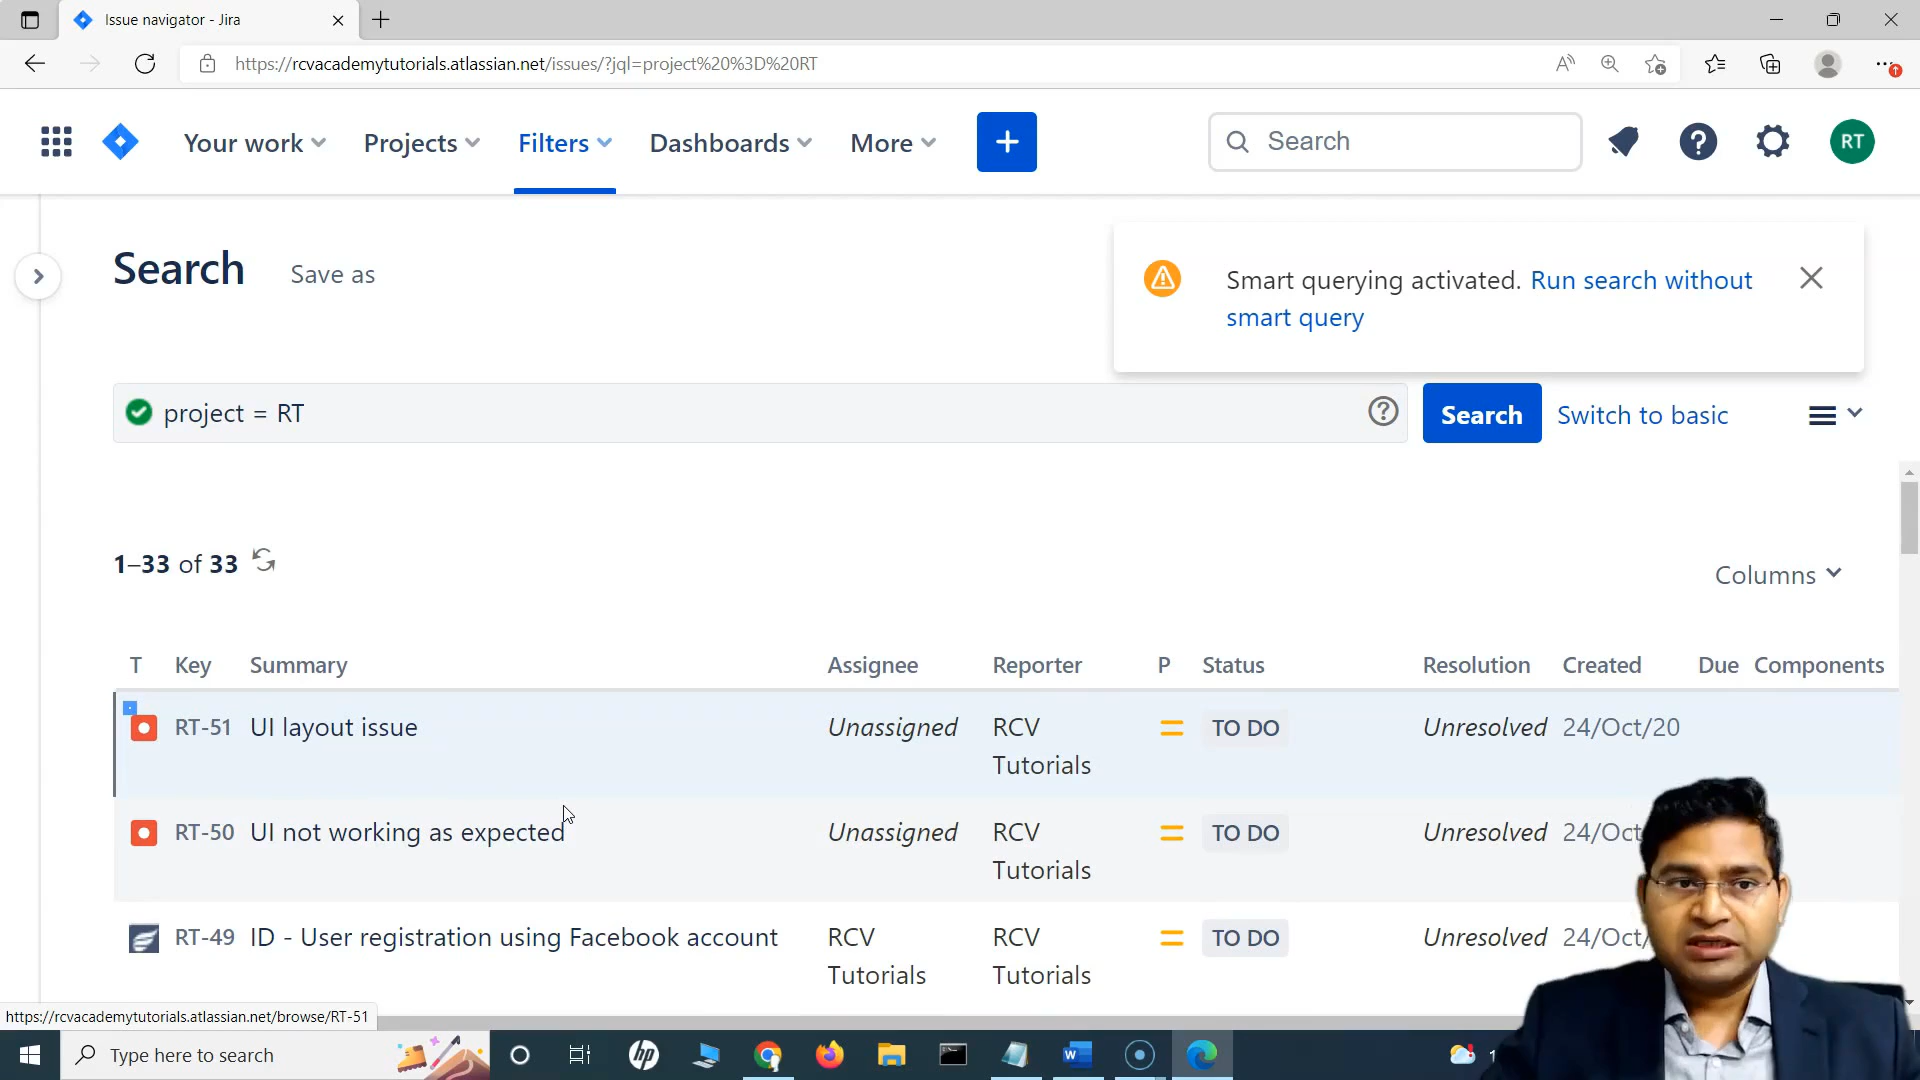 Issue navigator - Jira
https://rcvacademytutorials.atlassian.net/issues/?jql=project%20%3D%20RT
Your work
Projects
Filters
Dashboards
More
Search
RT
Search
Save as
Smart querying activated. Run search without
smart query
project = RT
Search
Switch to basic
1–33 of 33
Columns
T Key Summary Assignee Reporter P Status Resolution Created Due Components
RT-51 UI layout issue Unassigned RCV Tutorials TO DO Unresolved 24/Oct/20
RT-50 UI not working as expected Unassigned RCV Tutorials TO DO Unresolved 24/Oct
RT-49 ID - User registration using Facebook account RCV Tutorials RCV Tutorials TO DO Unresolved 24/Oct/
https://rcvacademytutorials.atlassian.net/browse/RT-51
Type here to search